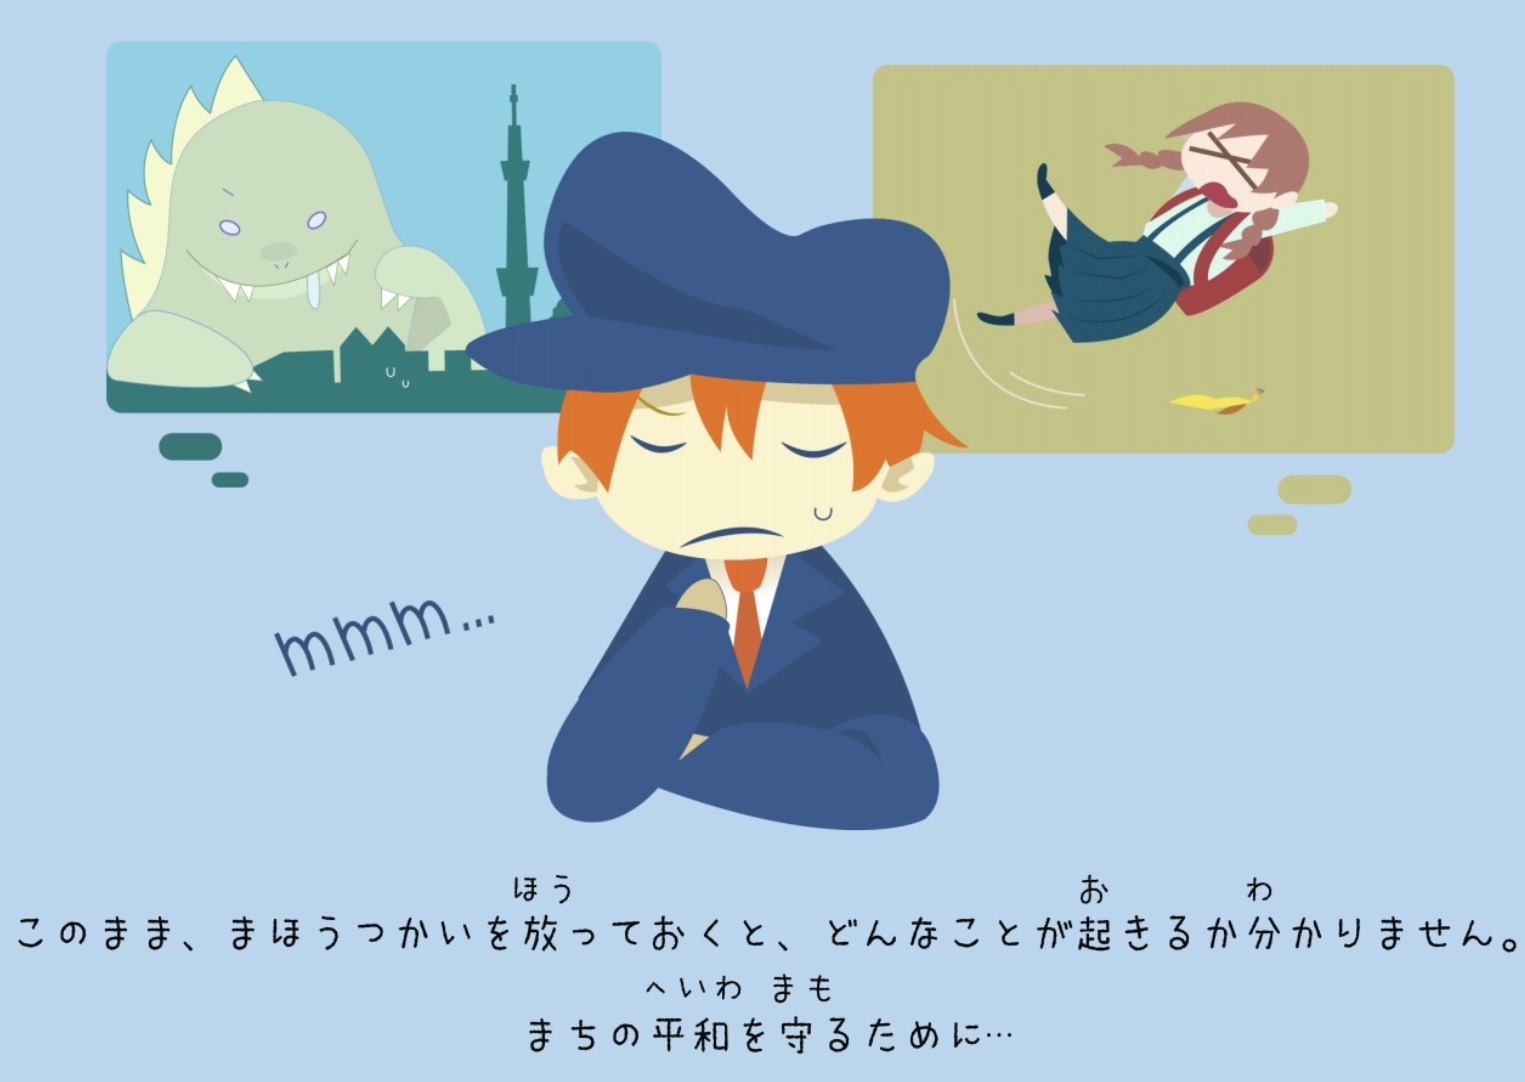 mmm...
ほう お わ
このまま、まほうつかいを放っておくと、どんなことが起きるか分かりません。
へいわ まも
まちの平和を守るために…